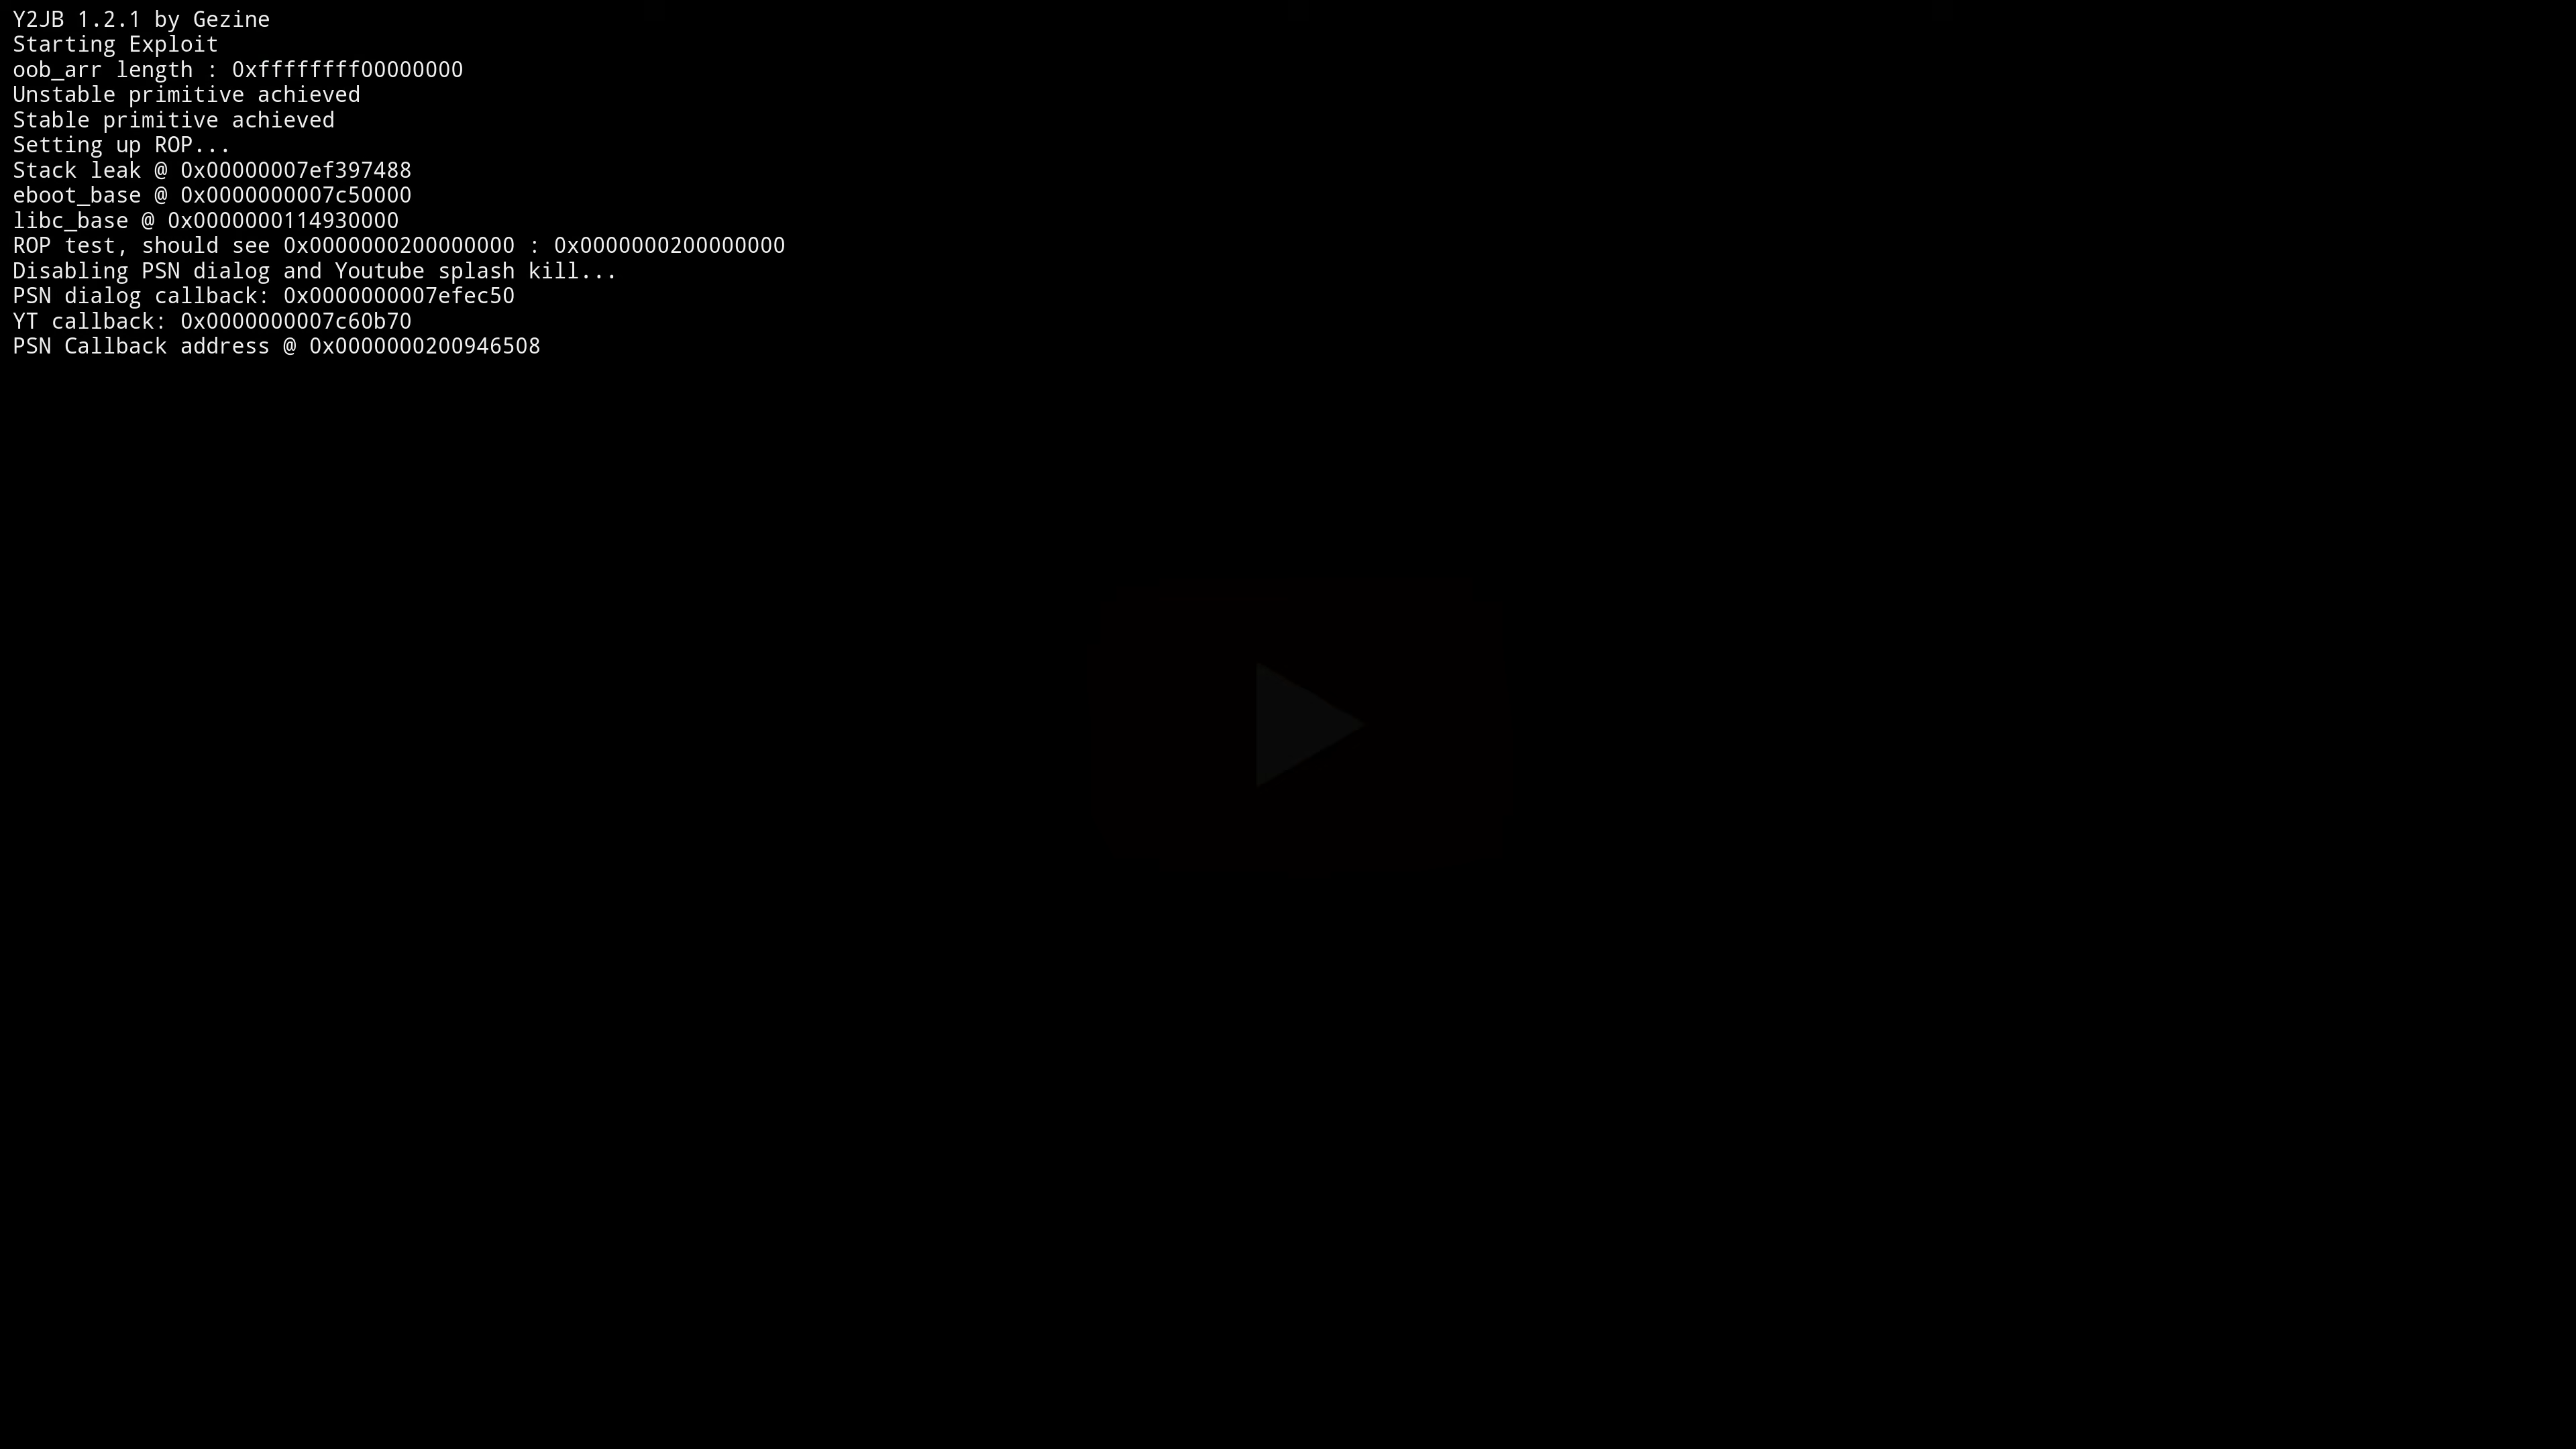 Y2JB 1.2.1 by Gezine
Starting Exploit
oob_arr length : 0xffffffff00000000
Unstable primitive achieved
Stable primitive achieved
Setting up ROP...
Stack leak @ 0x00000007ef397488
eboot_base @ 0x0000000007c50000
libc_base @ 0x0000000114930000
ROP test, should see 0x0000000200000000 : 0x0000000200000000
Disabling PSN dialog and Youtube splash kill...
PSN dialog callback: 0x0000000007efec50
YT callback: 0x0000000007c60b70
PSN Callback address @ 0x0000000200946508